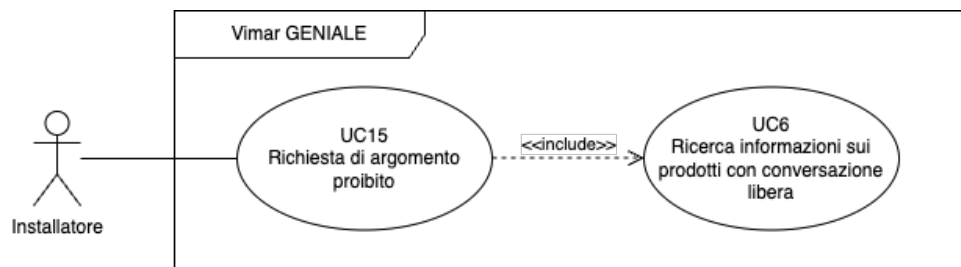 Vimar GENIALE
UC15
Richiesta di argomento
proibito
<<include>>
UC6
Ricerca informazioni sui
prodotti con conversazione
libera
Installatore